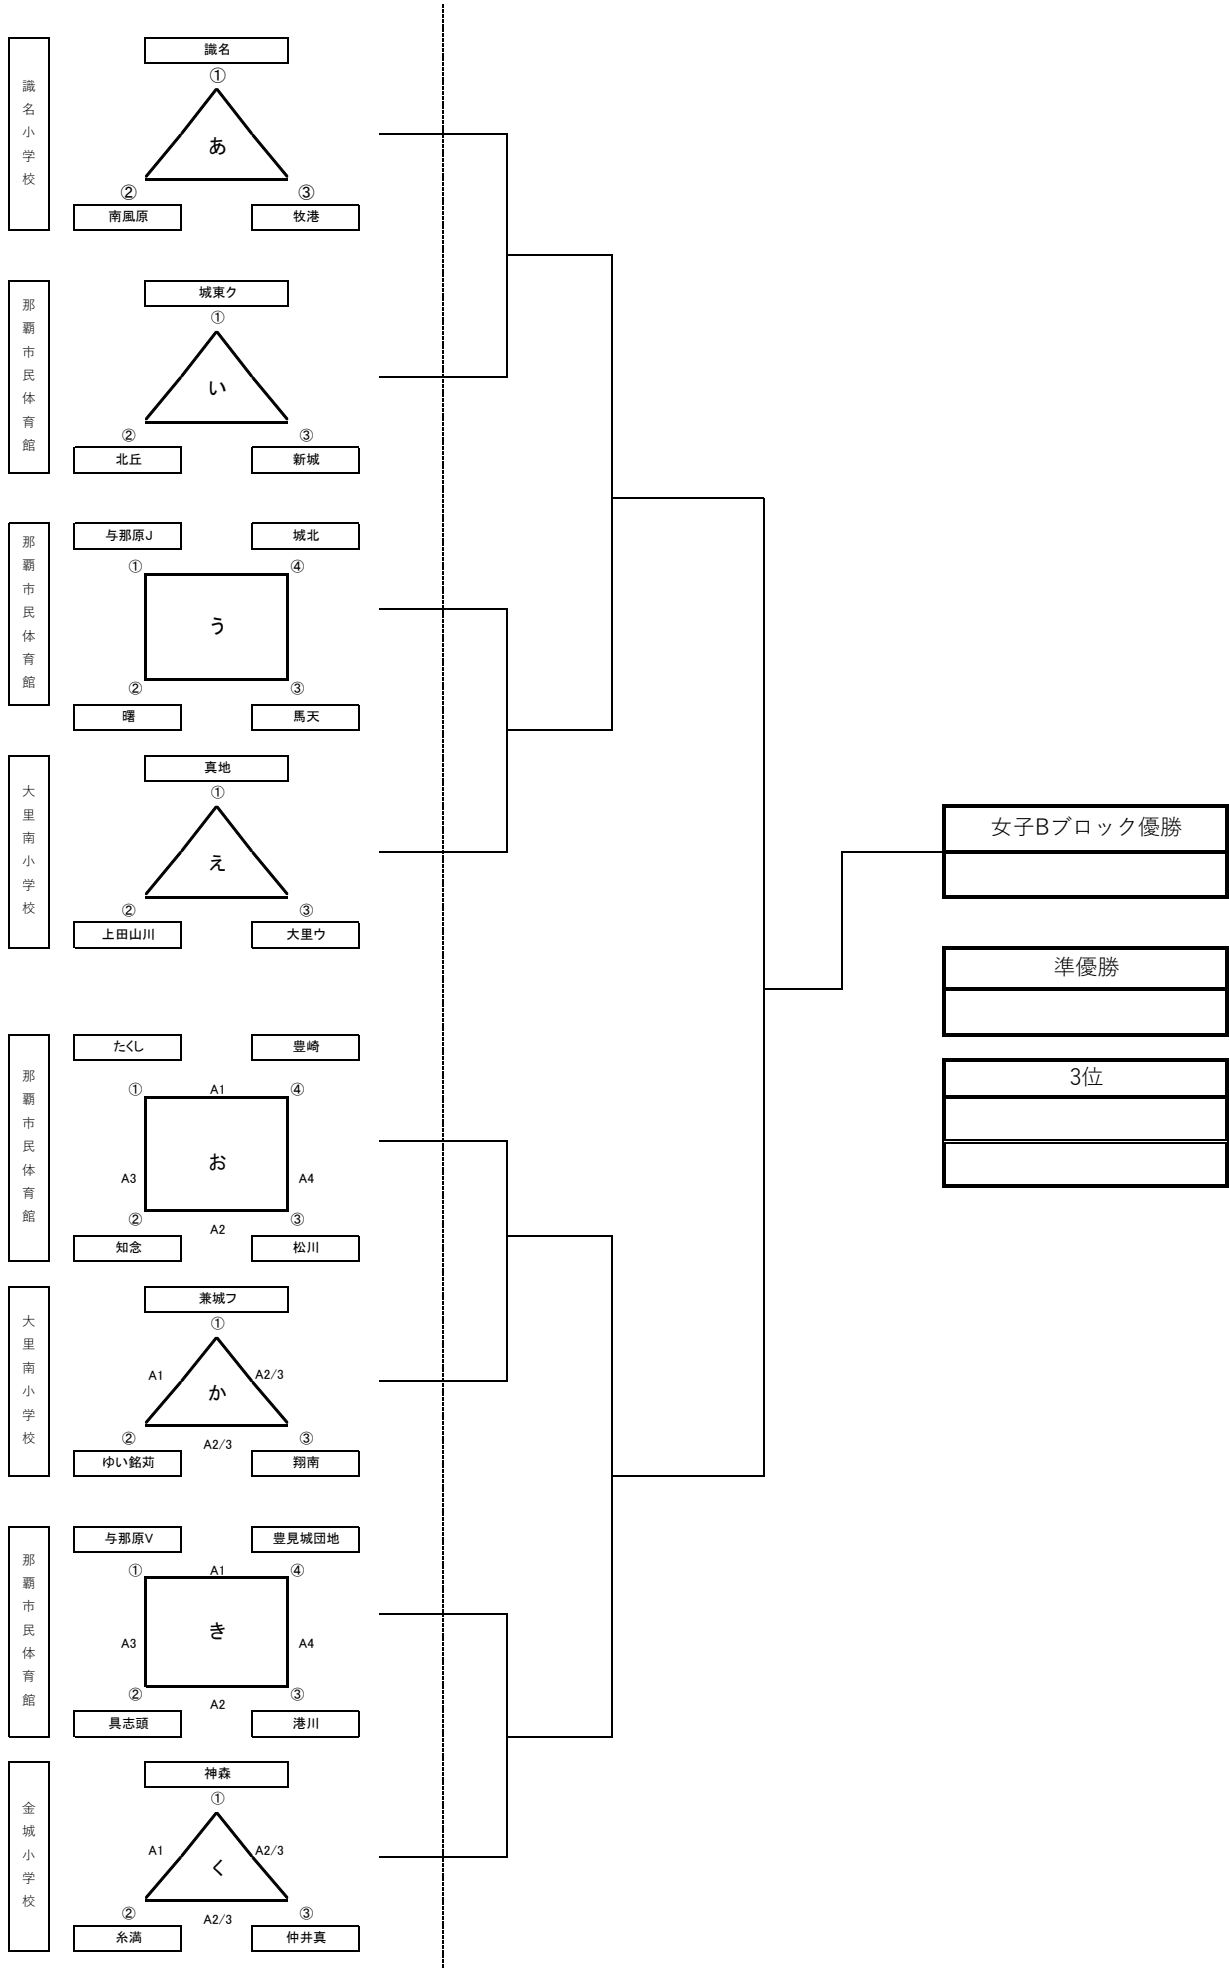 識名小学校
識名
①
あ
②
③
南風原
牧港
那覇市民体育館
城東ク
①
い
②
③
北丘
新城
那覇市民体育館
与那原J
城北
①
④
う
②
③
曙
馬天
大里南小学校
真地
①
え
②
③
上田山川
大里ウ
女子Bブロック優勝
準優勝
3位
那覇市民体育館
たくし
豊崎
①
A1
④
お
A3
A4
②
A2
③
知念
松川
大里南小学校
兼城フ
①
A1
A2/3
か
②
A2/3
③
ゆい銘苅
翔南
那覇市民体育館
与那原V
豊見城団地
①
A1
④
き
A3
A4
②
A2
③
具志頭
港川
金城小学校
神森
①
A1
A2/3
く
②
A2/3
③
糸満
仲井真